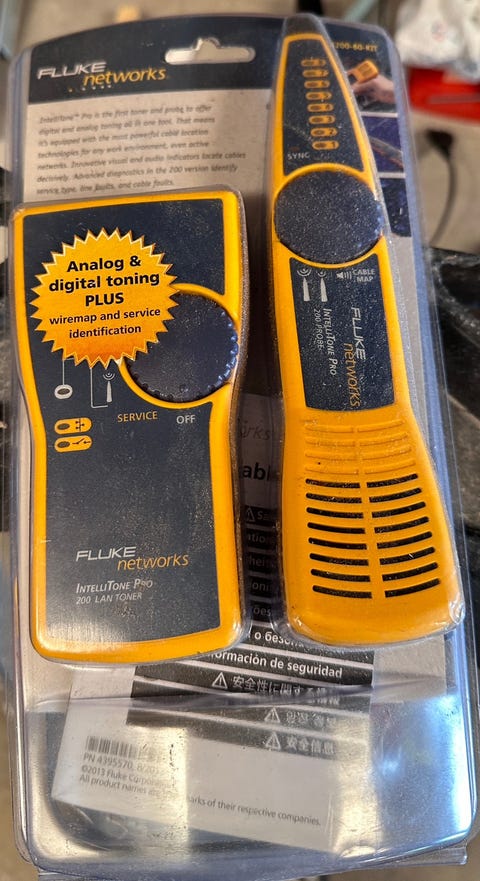 FLUKE
networks
200-60-KIT
IntelliTone™ Pro is the first toner and probe to offer
digital and analog toning all in one tool. That means
it's equipped with the most powerful cable location
technologies for any work environment, even active
networks. Innovative visual and audio indicators locate cables
decisively. Advanced diagnostics in the 200 version identify
service type, line faults, and cable faults.
SYNC
CABLE
MAP
INTELLITONE PRO
200 PROBE
FLUKE
networks
Analog &
digital toning
PLUS
wiremap and service
identification
SERVICE
OFF
FLUKE
networks
INTELLITONE PRO
200 LAN TONER
formación de seguridad
安全性に関する情報
安全信息
PN 4395570, 8/201
©2013 Fluke Corporation
All product names are marks of their respective companies.